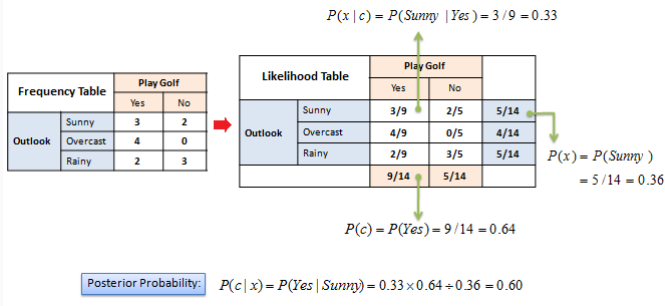 P(x | c) = P(Sunny | Yes) = 3 / 9 = 0.33
Frequency Table
Play Golf
Yes No
Outlook
Sunny 3 2
Overcast 4 0
Rainy 2 3
Likelihood Table
Play Golf
Yes No
Outlook
Sunny 3/9 2/5 5/14
Overcast 4/9 0/5 4/14
Rainy 2/9 3/5 5/14
9/14 5/14
P(x) = P(Sunny )
= 5 / 14 = 0.36
P(c) = P(Yes) = 9 / 14 = 0.64
Posterior Probability: P(c | x) = P(Yes | Sunny) = 0.33 × 0.64 ÷ 0.36 = 0.60